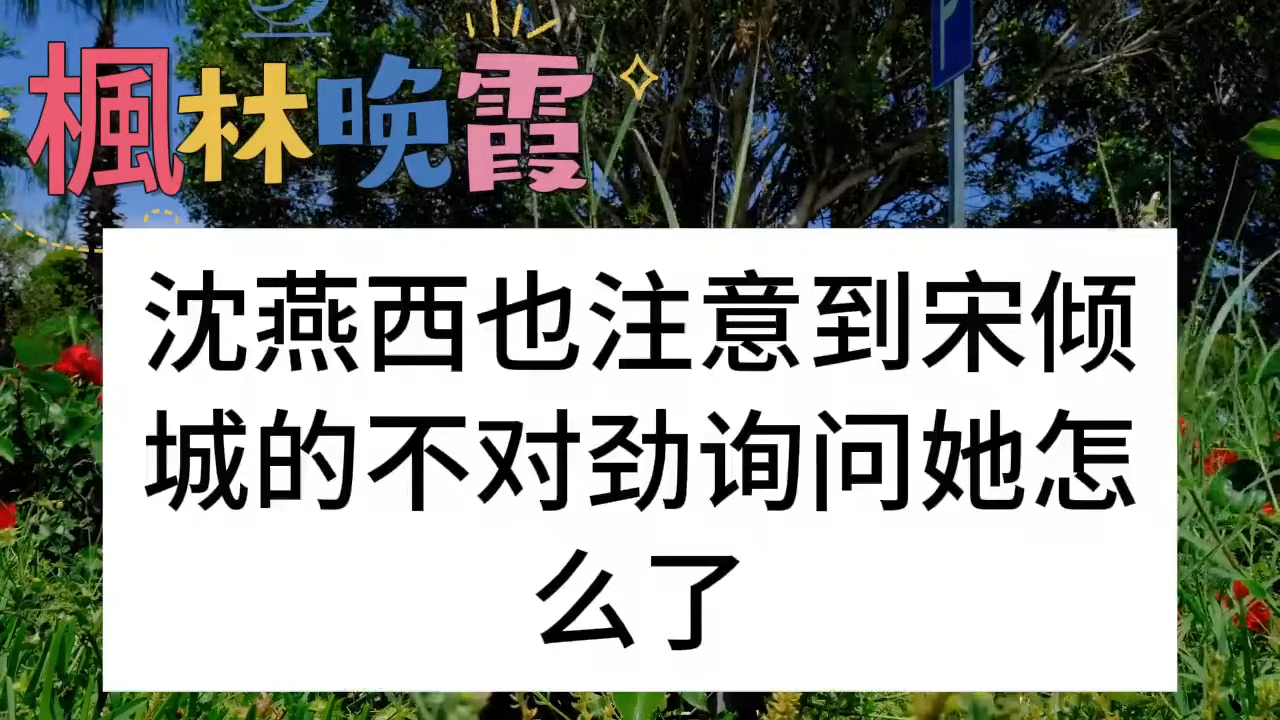 楓林晚霞
沈燕西也注意到宋倾
城的不对劲询问她怎
么了